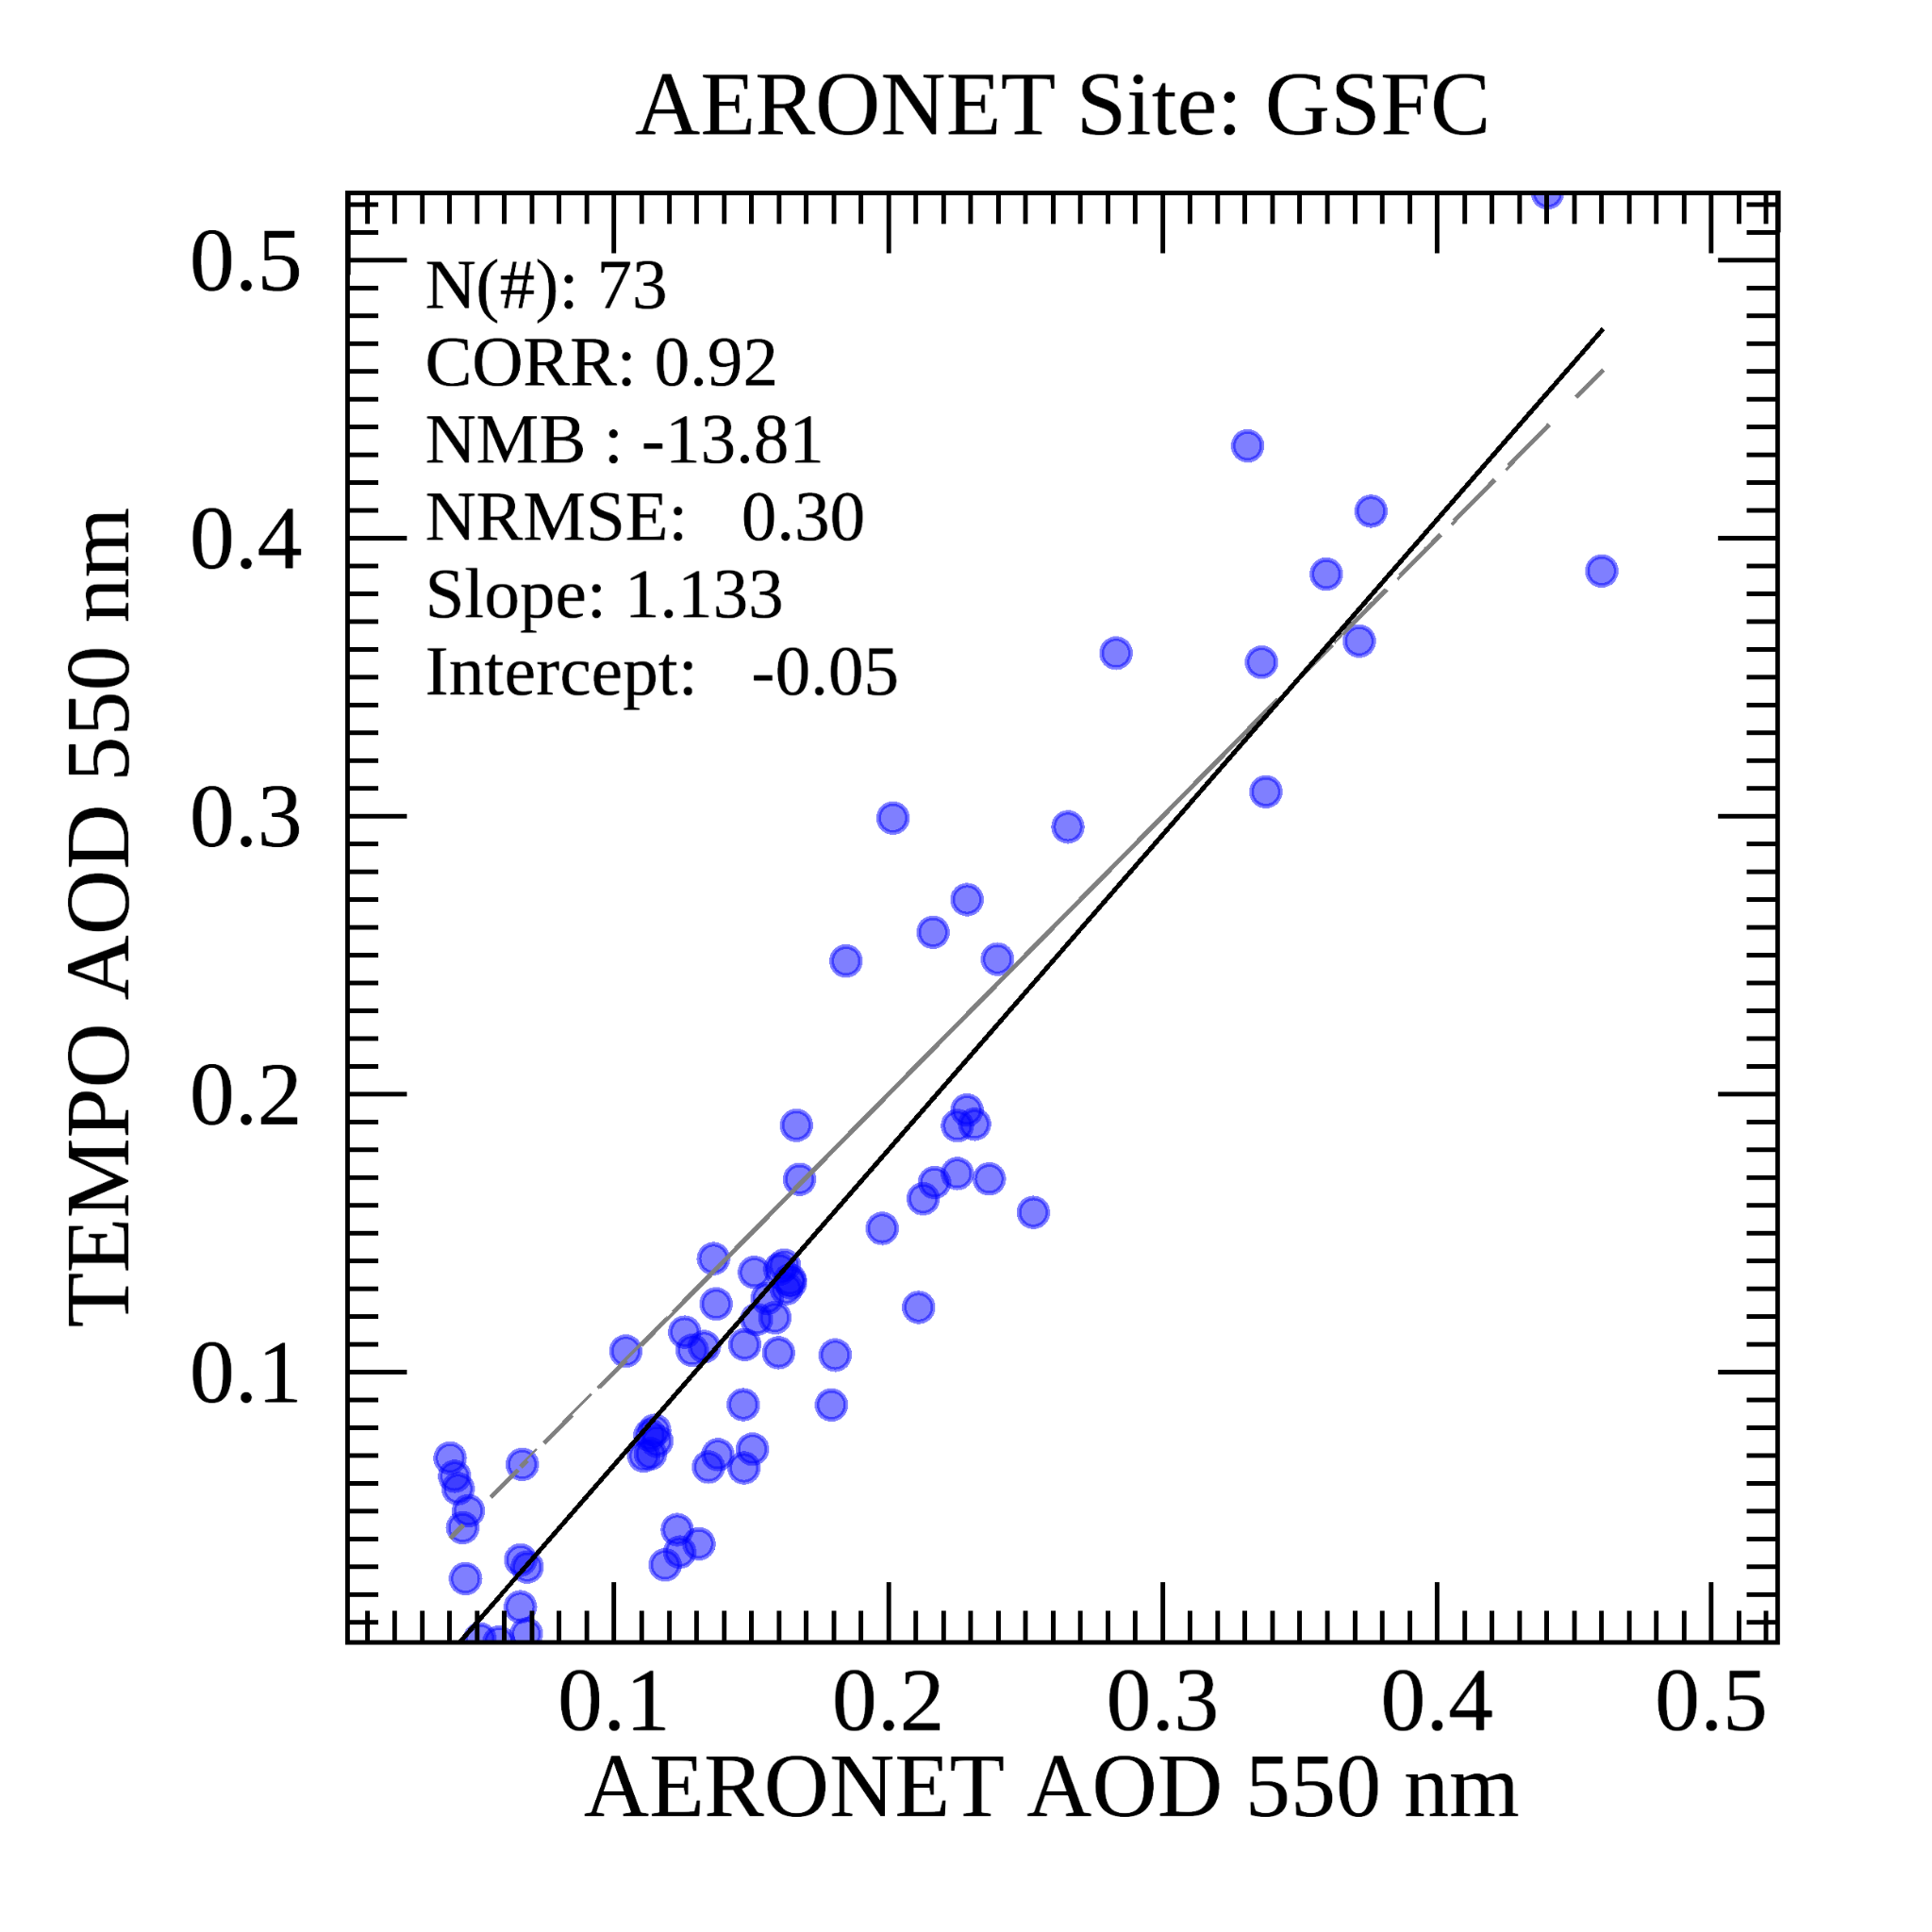 AERONET Site: GSFC
N(#): 73
CORR: 0.92
NMB : -13.81
NRMSE: 0.30
Slope: 1.133
Intercept: -0.05
TEMPO AOD 550 nm
0.5
0.4
0.3
0.2
0.1
0.1 0.2 0.3 0.4 0.5
AERONET AOD 550 nm